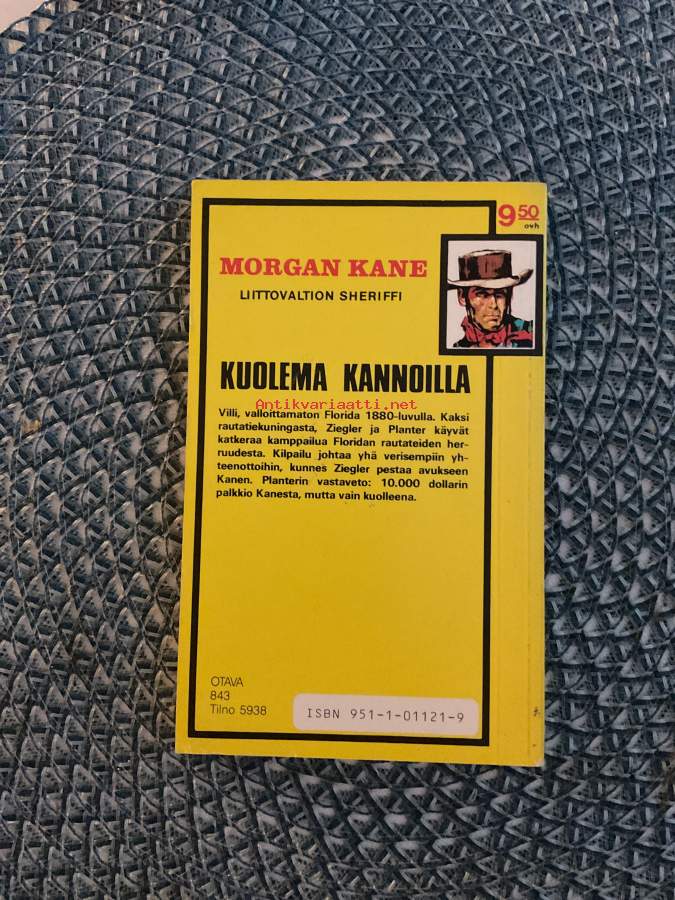 9.50
ovh
MORGAN KANE
LIITTOVALTION SHERIFFI
KUOLEMA KANNOILLA
Antikvariaatti.net
Villi, valloittamaton Florida 1880-luvulla. Kaksi
rautatiekuningasta, Ziegler ja Planter käyvät
katkeraa kamppailua Floridan rautateiden her-
ruudesta. Kilpailu johtaa yhä verisempiin yh-
teenottoihin, kunnes Ziegler pestaa avukseen
Kanen. Planterin vastaveto: 10.000 dollarin
palkkio Kanesta, mutta vain kuolleena.
OTAVA
843
Tilno 5938
ISBN 951-1-01121-9